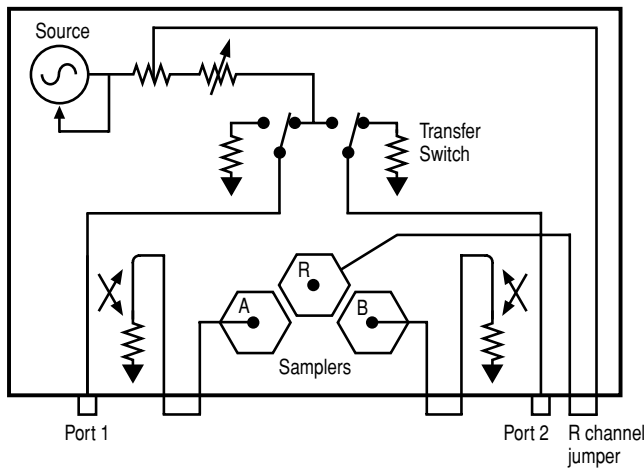 Source
Transfer
Switch
R
A
B
Samplers
Port 1
Port 2
R channel
jumper